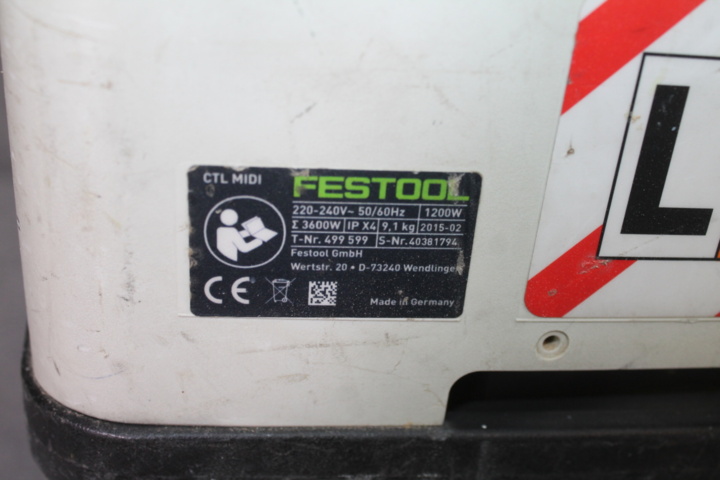 CTL MIDI
FESTOOL
220-240V~ 50/60Hz 1200W
Σ 3600W IP X4 9,1 kg 2015-02
T-Nr. 499 599 S-Nr. 40381794
Festool GmbH
Wertstr. 20 • D-73240 Wendlingen
CE
Made in Germany
L